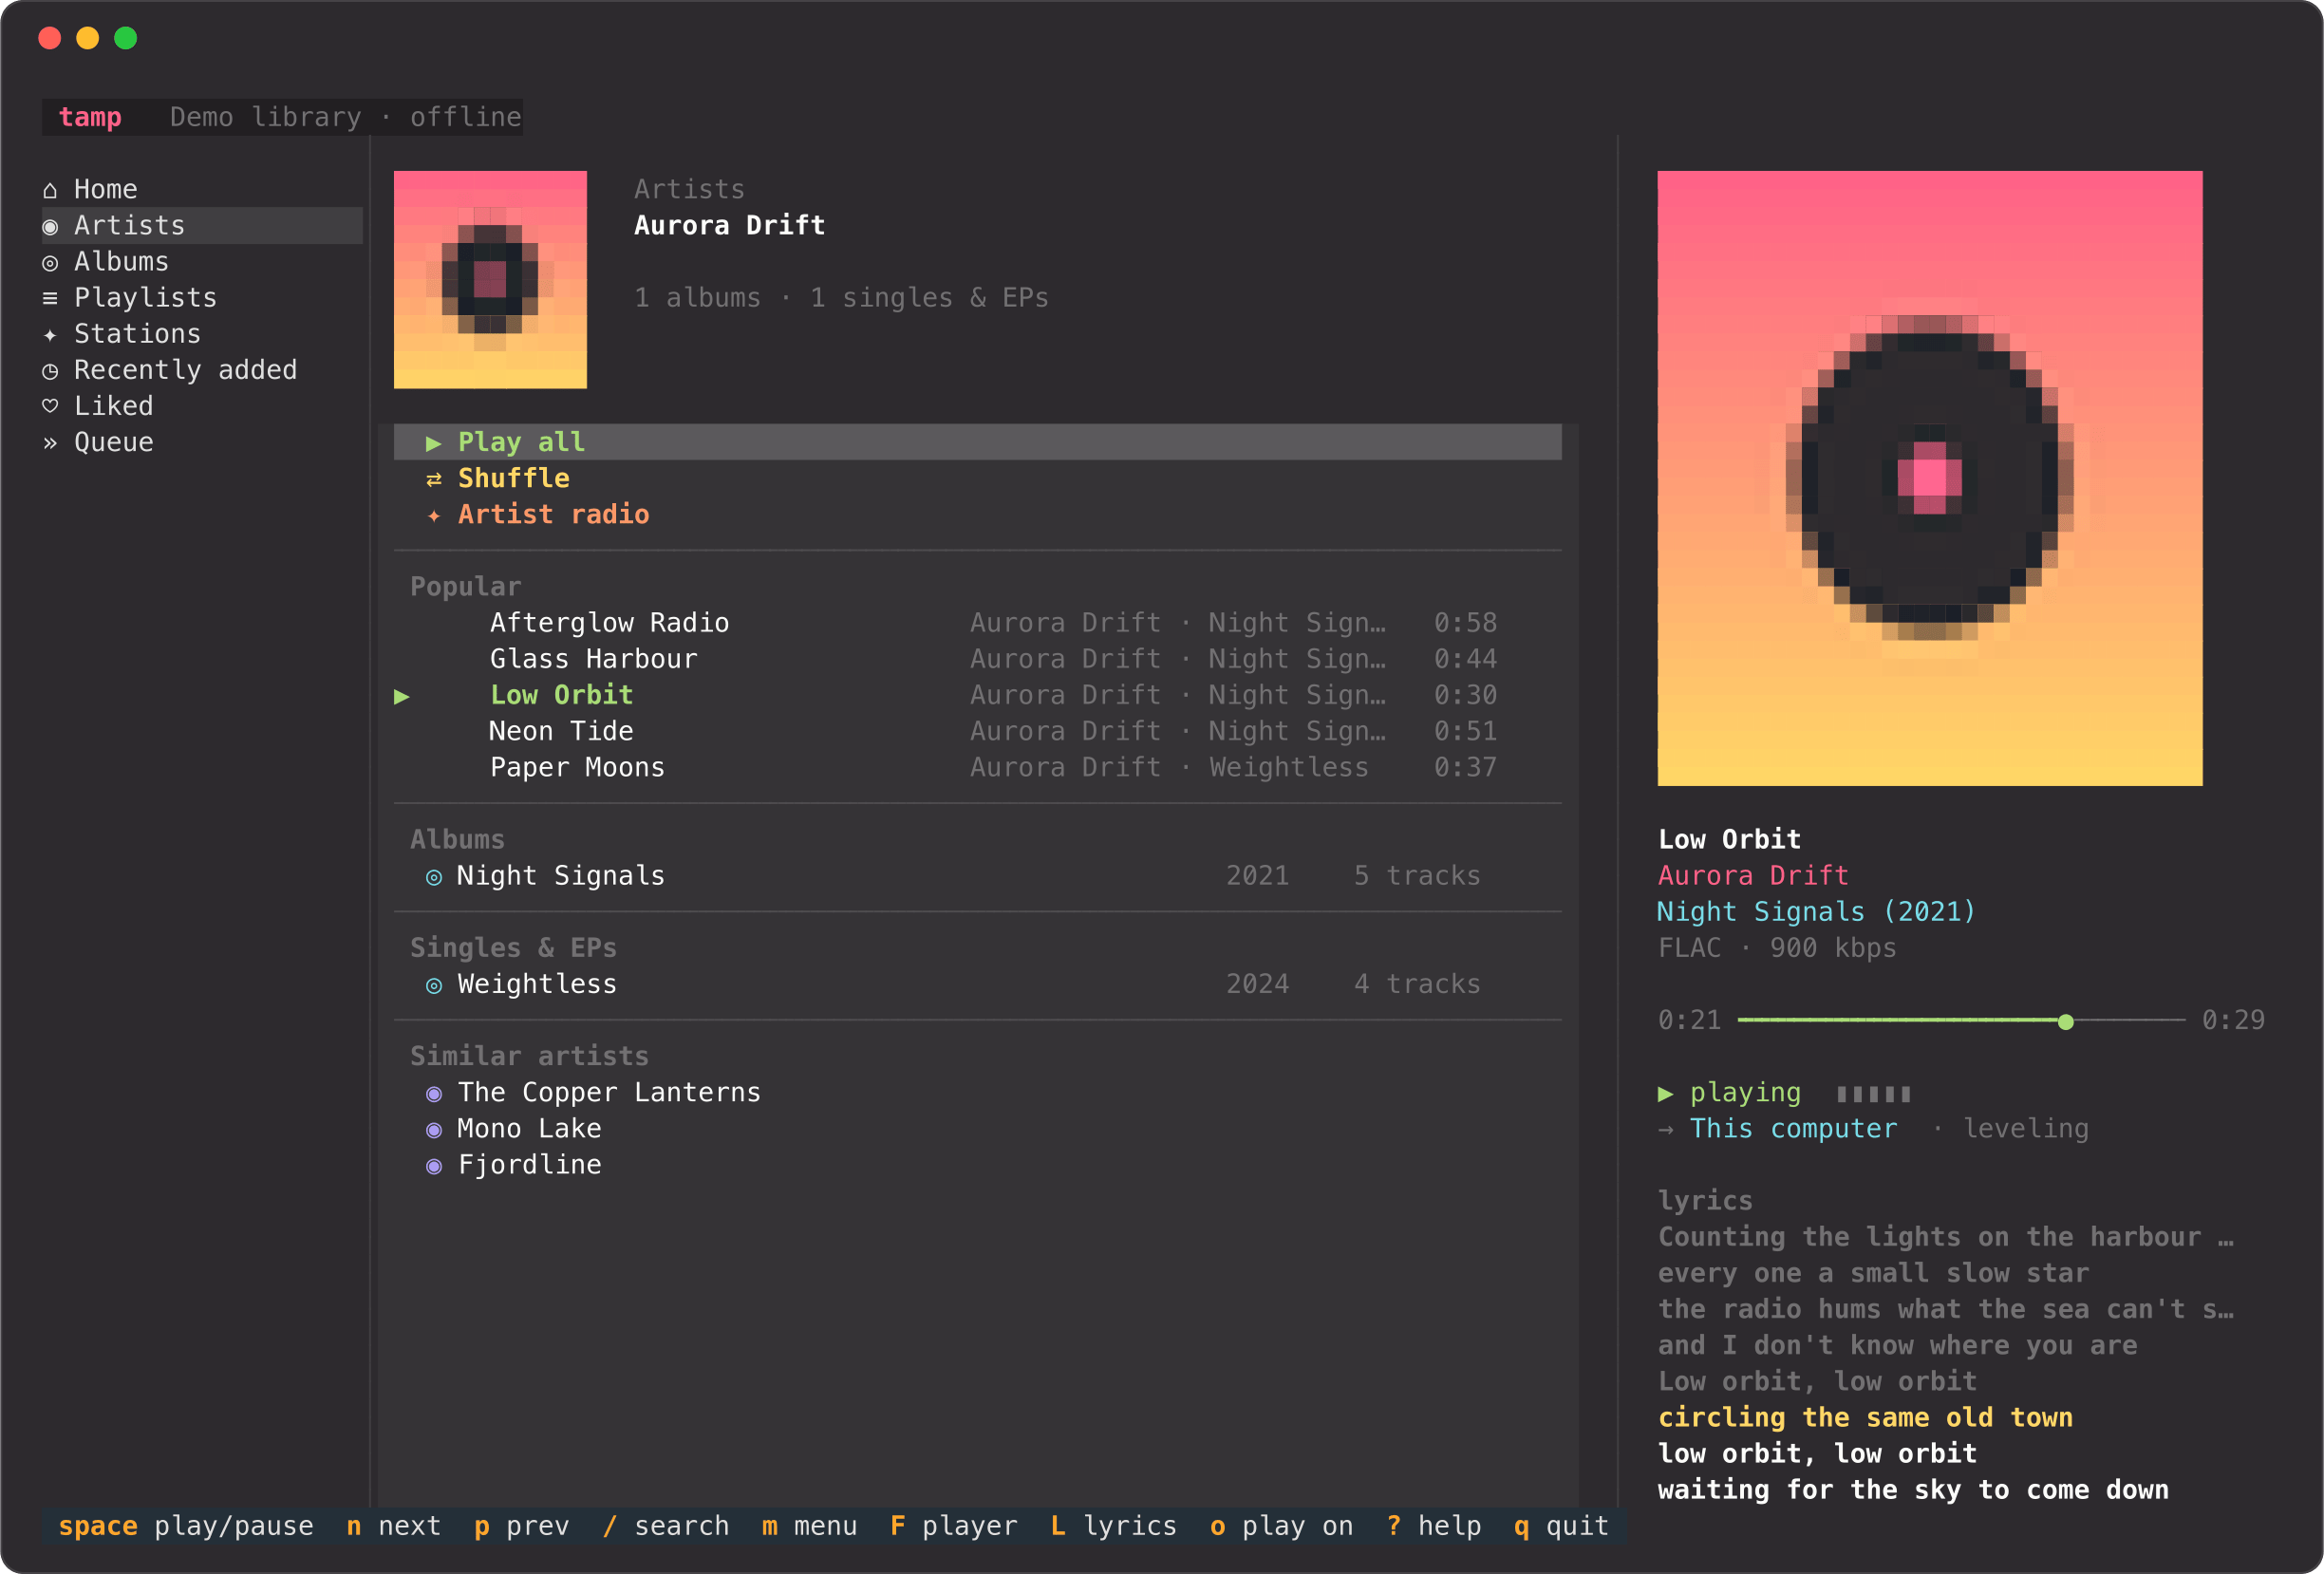 tamp Demo library · offline
⌂ Home
◉ Artists
◎ Albums
≡ Playlists
✦ Stations
◷ Recently added
♡ Liked
» Queue
Artists
Aurora Drift
1 albums · 1 singles & EPs
▶ Play all
⇄ Shuffle
✦ Artist radio
Popular
Afterglow Radio Aurora Drift · Night Sign… 0:58
Glass Harbour Aurora Drift · Night Sign… 0:44
▶ Low Orbit Aurora Drift · Night Sign… 0:30
Neon Tide Aurora Drift · Night Sign… 0:51
Paper Moons Aurora Drift · Weightless 0:37
Albums
◎ Night Signals 2021 5 tracks
Singles & EPs
◎ Weightless 2024 4 tracks
Similar artists
◉ The Copper Lanterns
◉ Mono Lake
◉ Fjordline
Low Orbit
Aurora Drift
Night Signals (2021)
FLAC · 900 kbps
0:21 0:29
▶ playing ▮▮▮▮▮
→ This computer · leveling
lyrics
Counting the lights on the harbour …
every one a small slow star
the radio hums what the sea can't s…
and I don't know where you are
Low orbit, low orbit
circling the same old town
low orbit, low orbit
waiting for the sky to come down
space play/pause n next p prev / search m menu F player L lyrics o play on ? help q quit